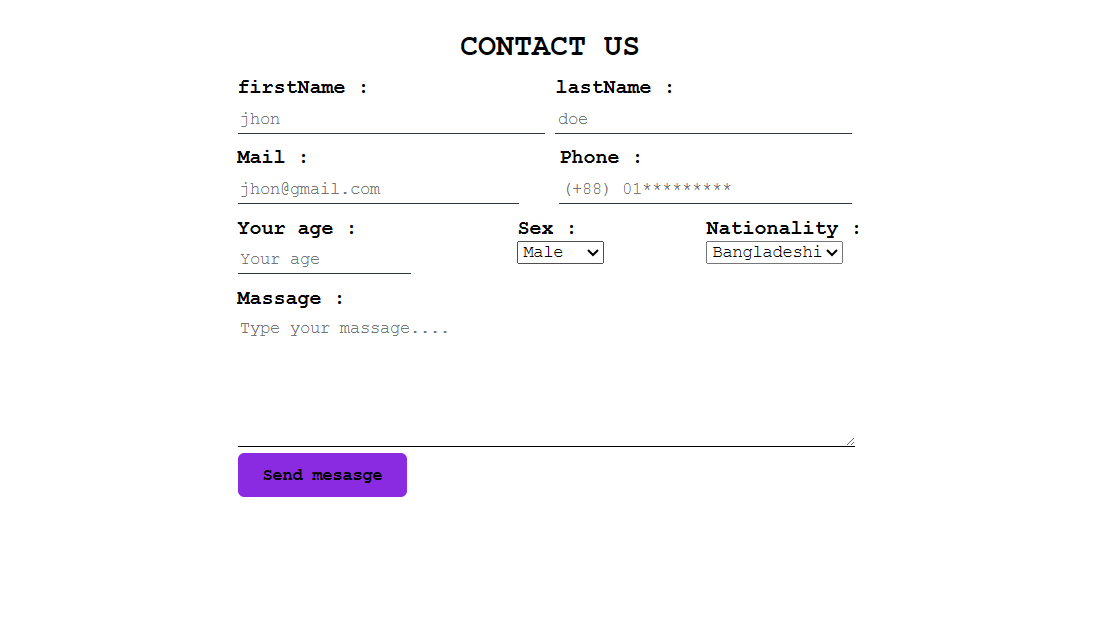 CONTACT US
firstName : lastName :
jhon doe
Mail : Phone :
jhon@gmail.com (+88) 01*********
Your age : Sex : Nationality :
Your age Male Bangladeshi
Massage :
Type your massage....
Send mesasge